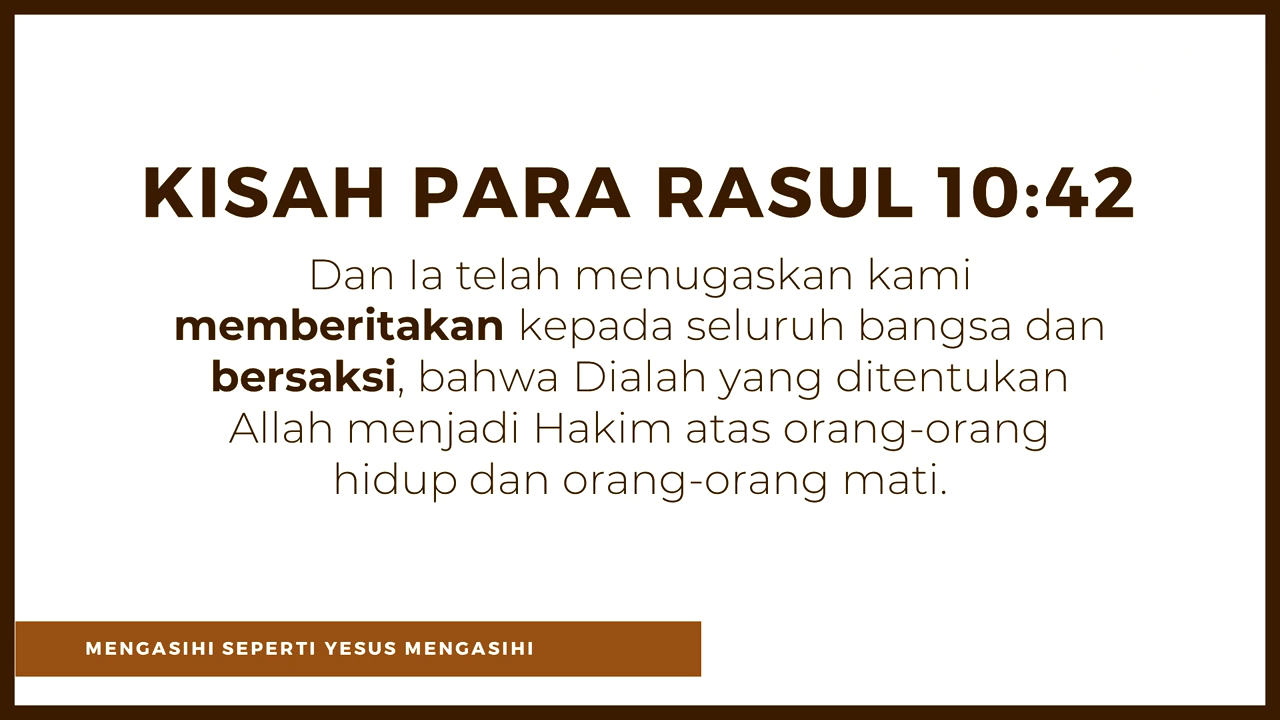 KISAH PARA RASUL 10:42
Dan Ia telah menugaskan kami
memberitakan kepada seluruh bangsa dan
bersaksi, bahwa Dialah yang ditentukan
Allah menjadi Hakim atas orang-orang
hidup dan orang-orang mati.
MENGASIHI SEPERTI YESUS MENGASIHI